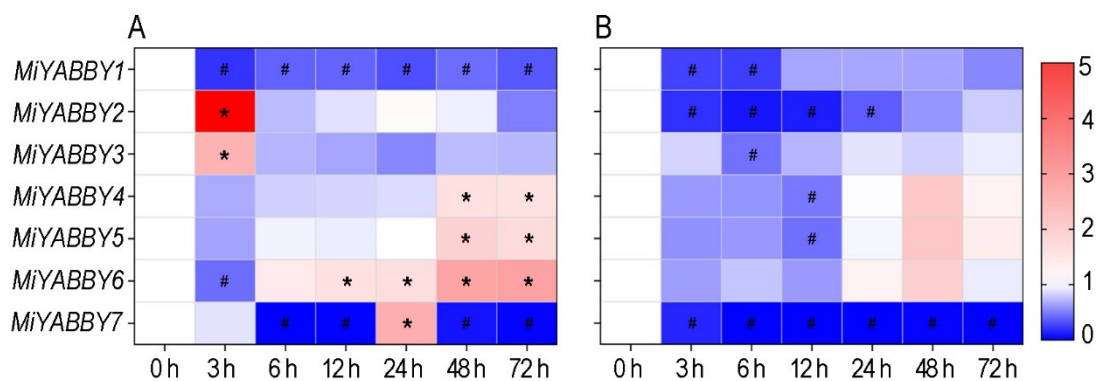 A B
MiYABBY1 # # # # # # # #
MiYABBY2 * # # # #
MiYABBY3 * #
MiYABBY4 * * #
MiYABBY5 * * #
MiYABBY6 # * * * *
MiYABBY7 # # * # # # # # # # #
0 h 3 h 6 h 12 h 24 h 48 h 72 h 0 h 3 h 6 h 12 h 24 h 48 h 72 h
5
4
3
2
1
0